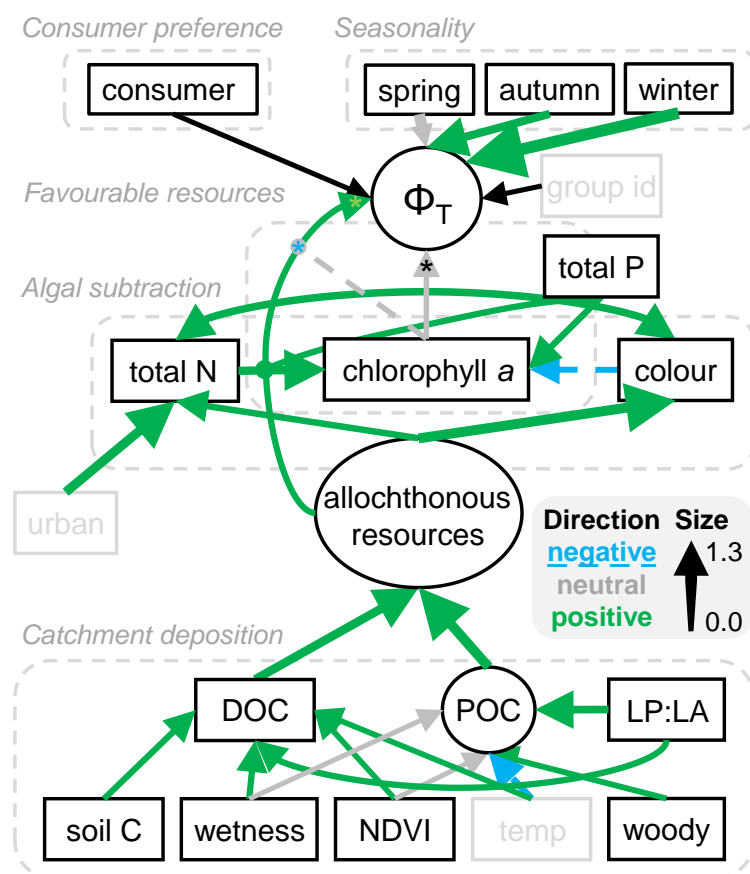 Consumer preference
Seasonality
consumer
spring
autumn
winter
Φ_T
group id
Favourable resources
*
*
*
total P
Algal subtraction
total N
chlorophyll a
colour
urban
allochthonous
resources
Direction Size
negative
neutral
positive
1.3
0.0
Catchment deposition
DOC
POC
LP:LA
soil C
wetness
NDVI
temp
woody